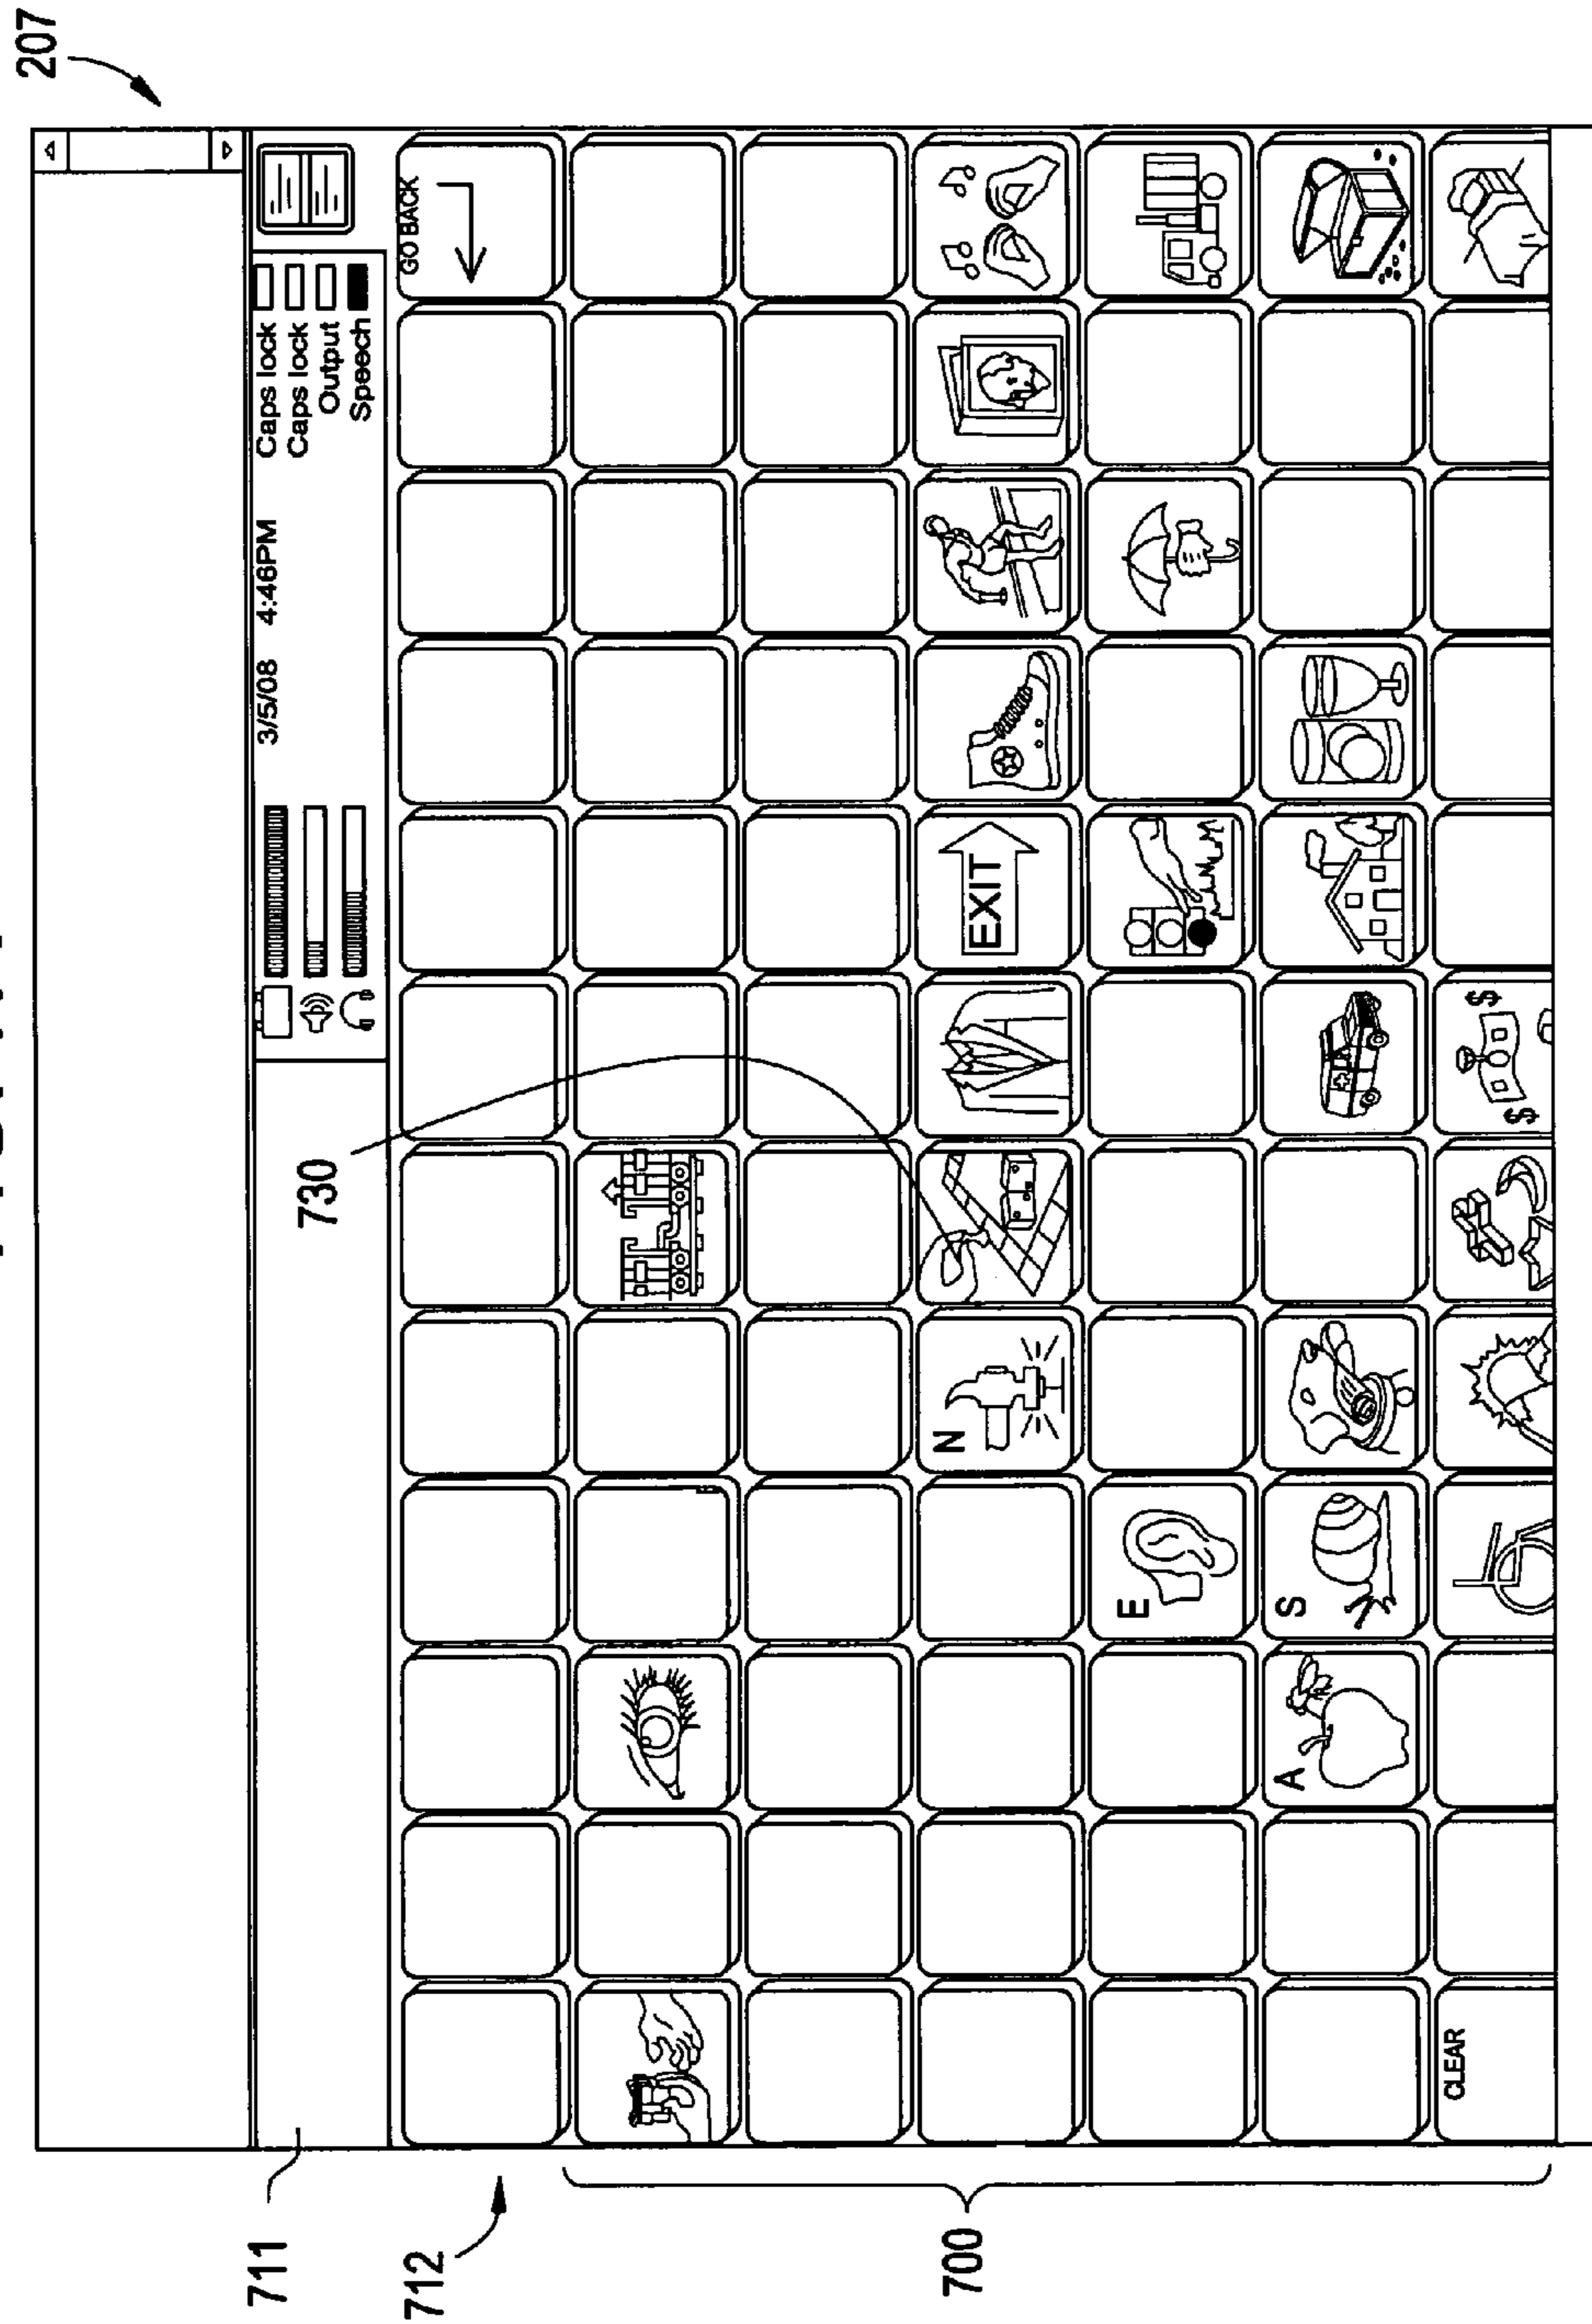 207
3/5/08 4:46PM
Caps lock
Caps lock
Output
Speech
711
730
GO BACK
712
700
N
EXIT
E
A
S
$ $
CLEAR